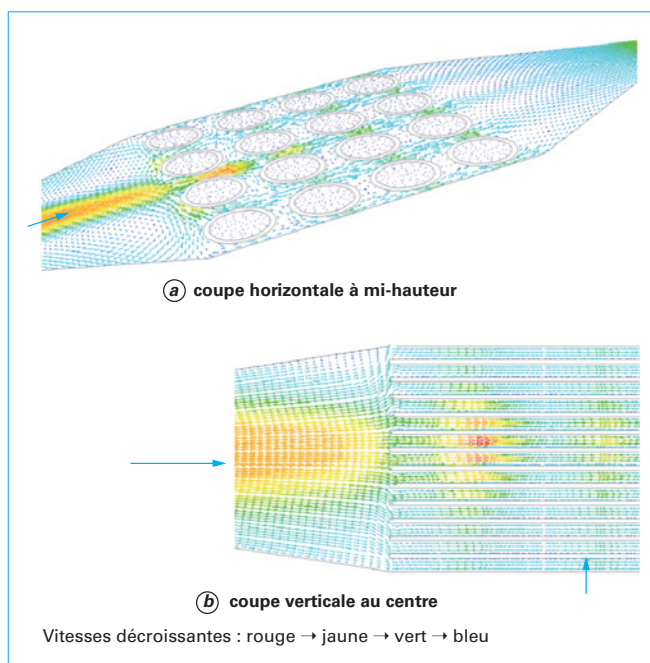 a coupe horizontale à mi-hauteur
b coupe verticale au centre
Vitesses décroissantes : rouge → jaune → vert → bleu